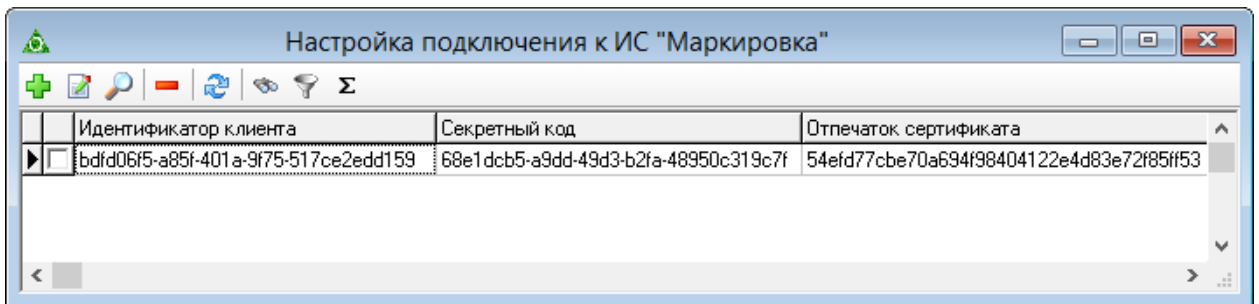 Настройка подключения к ИС "Маркировка"
Σ
Идентификатор клиента Секретный код Отпечаток сертификата
bdfd06f5-a85f-401a-9f75-517ce2edd159 68e1dcb5-a9dd-49d3-b2fa-48950c319c7f 54efd77cbe70a694f98404122e4d83e72f85ff53